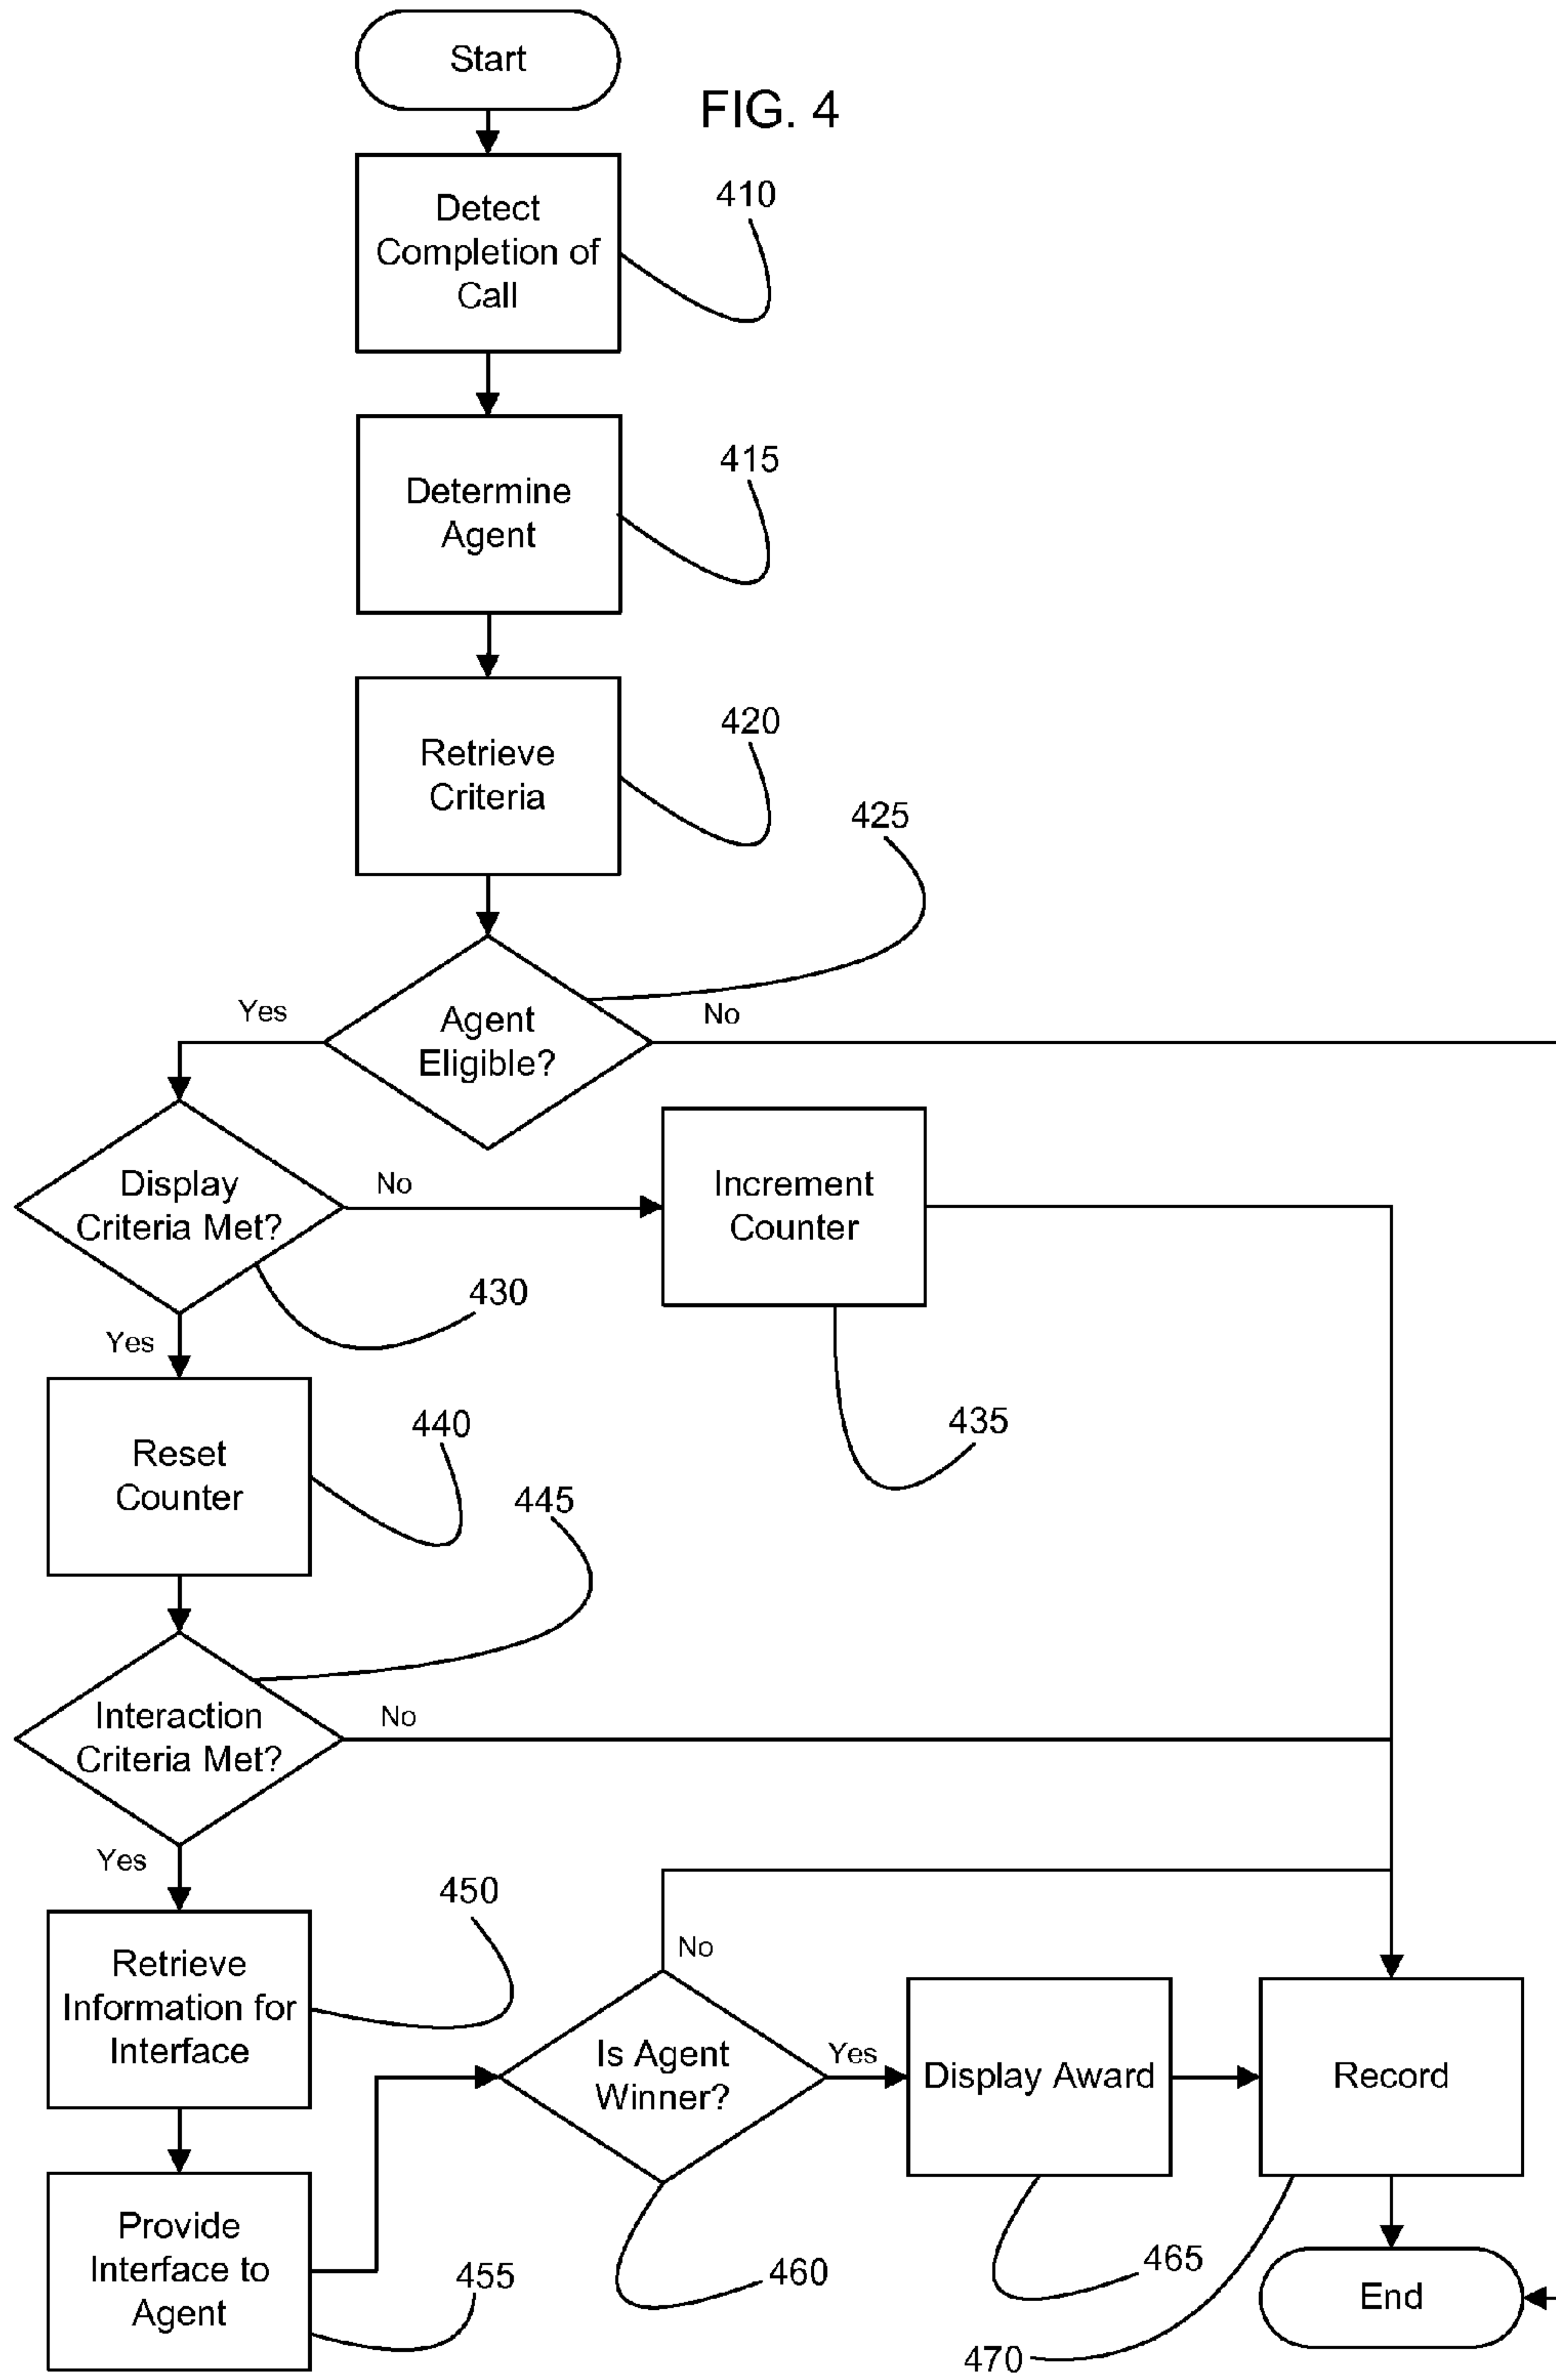 Start
FIG. 4
Detect
Completion of
Call
410
Determine
Agent
415
Retrieve
Criteria
420
425
Yes
Agent
Eligible?
No
Display
Criteria Met?
No
Increment
Counter
430
Yes
435
Reset
Counter
440
445
Interaction
Criteria Met?
No
Yes
450
Retrieve
Information for
Interface
No
Is Agent
Winner?
Yes
Display Award
Record
Provide
Interface to
Agent
455
460
465
End
470